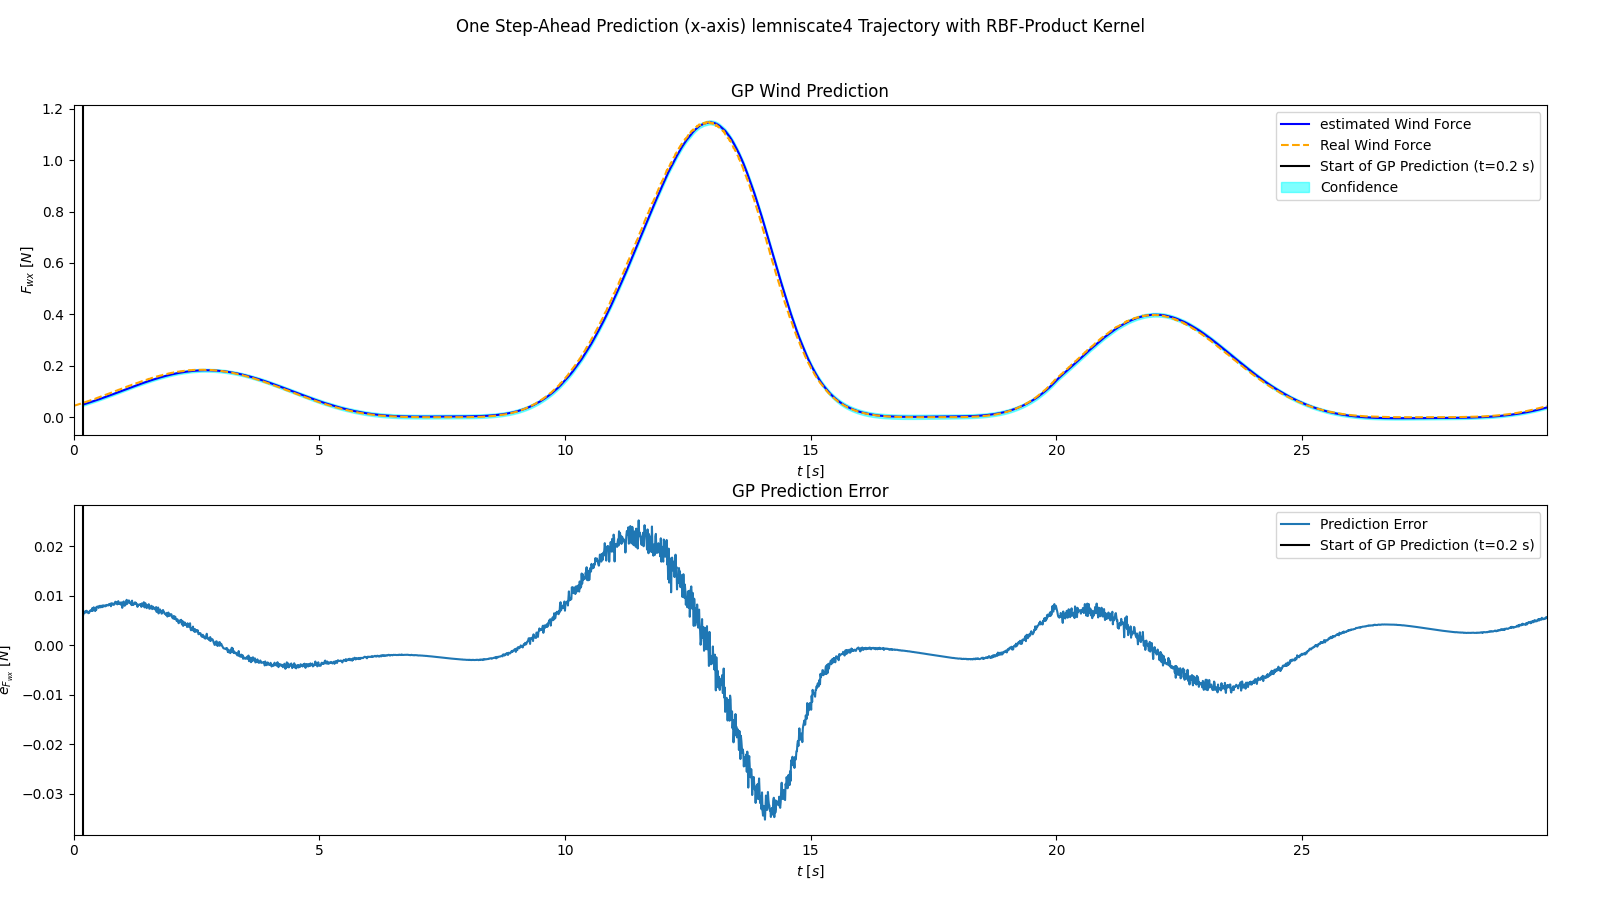 One Step-Ahead Prediction (x-axis) lemniscate4 Trajectory with RBF-Product Kernel
GP Wind Prediction
1.2
1.0
0.8
0.6
0.4
0.2
0.0
F_wx [N]
estimated Wind Force
Real Wind Force
Start of GP Prediction (t=0.2 s)
Confidence
0 5 10 15 20 25
t [s]
GP Prediction Error
0.02
0.01
0.00
−0.01
−0.02
−0.03
e_F_wx [N]
Prediction Error
Start of GP Prediction (t=0.2 s)
0 5 10 15 20 25
t [s]